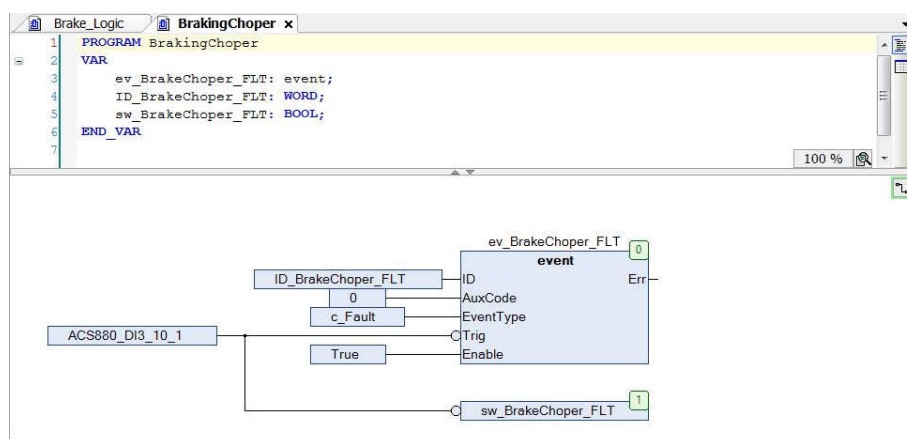 Brake_Logic BrakingChoper x
1 PROGRAM BrakingChoper
2 VAR
3 ev_BrakeChoper_FLT: event;
4 ID_BrakeChoper_FLT: WORD;
5 sw_BrakeChoper_FLT: BOOL;
6 END_VAR
7
100 %
ev_BrakeChoper_FLT 0
event
ID_BrakeChoper_FLT ID Err
0 AuxCode
c_Fault EventType
ACS880_DI3_10_1 Trig
True Enable
sw_BrakeChoper_FLT 1